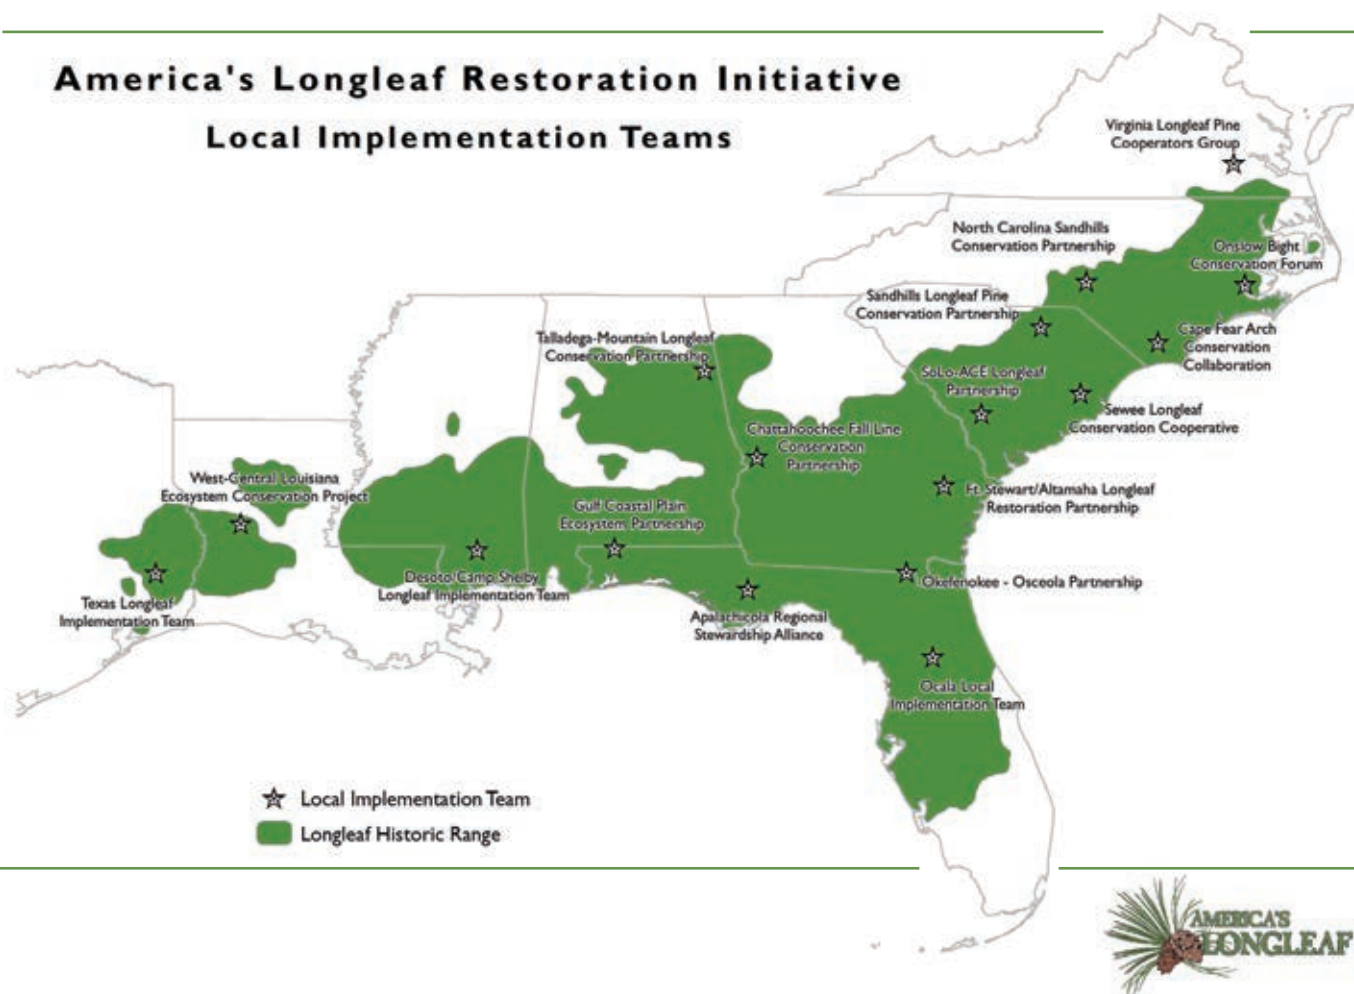 America's Longleaf Restoration Initiative
Local Implementation Teams
Virginia Longleaf Pine
Cooperators Group
North Carolina Sandhills
Conservation Partnership
Onslow Bight
Conservation Forum
Sandhills Longleaf Pine
Conservation Partnership
Cape Fear Arch
Conservation
Collaboration
Talladega-Mountain Longleaf
Conservation Partnership
SoLo-ACE Longleaf
Partnership
Sewee Longleaf
Conservation Cooperative
Chattahoochee Fall Line
Conservation
Partnership
West-Central Louisiana
Ecosystem Conservation Project
Ft. Stewart/Altamaha Longleaf
Restoration Partnership
Gulf Coastal Plain
Ecosystem Partnership
Desoto/Camp Shelby
Longleaf Implementation Team
Okefenokee - Osceola Partnership
Texas Longleaf
Implementation Team
Apalachicola Regional
Stewardship Alliance
Ocala Local
Implementation Team
Local Implementation Team
Longleaf Historic Range
AMERICA'S
LONGLEAF